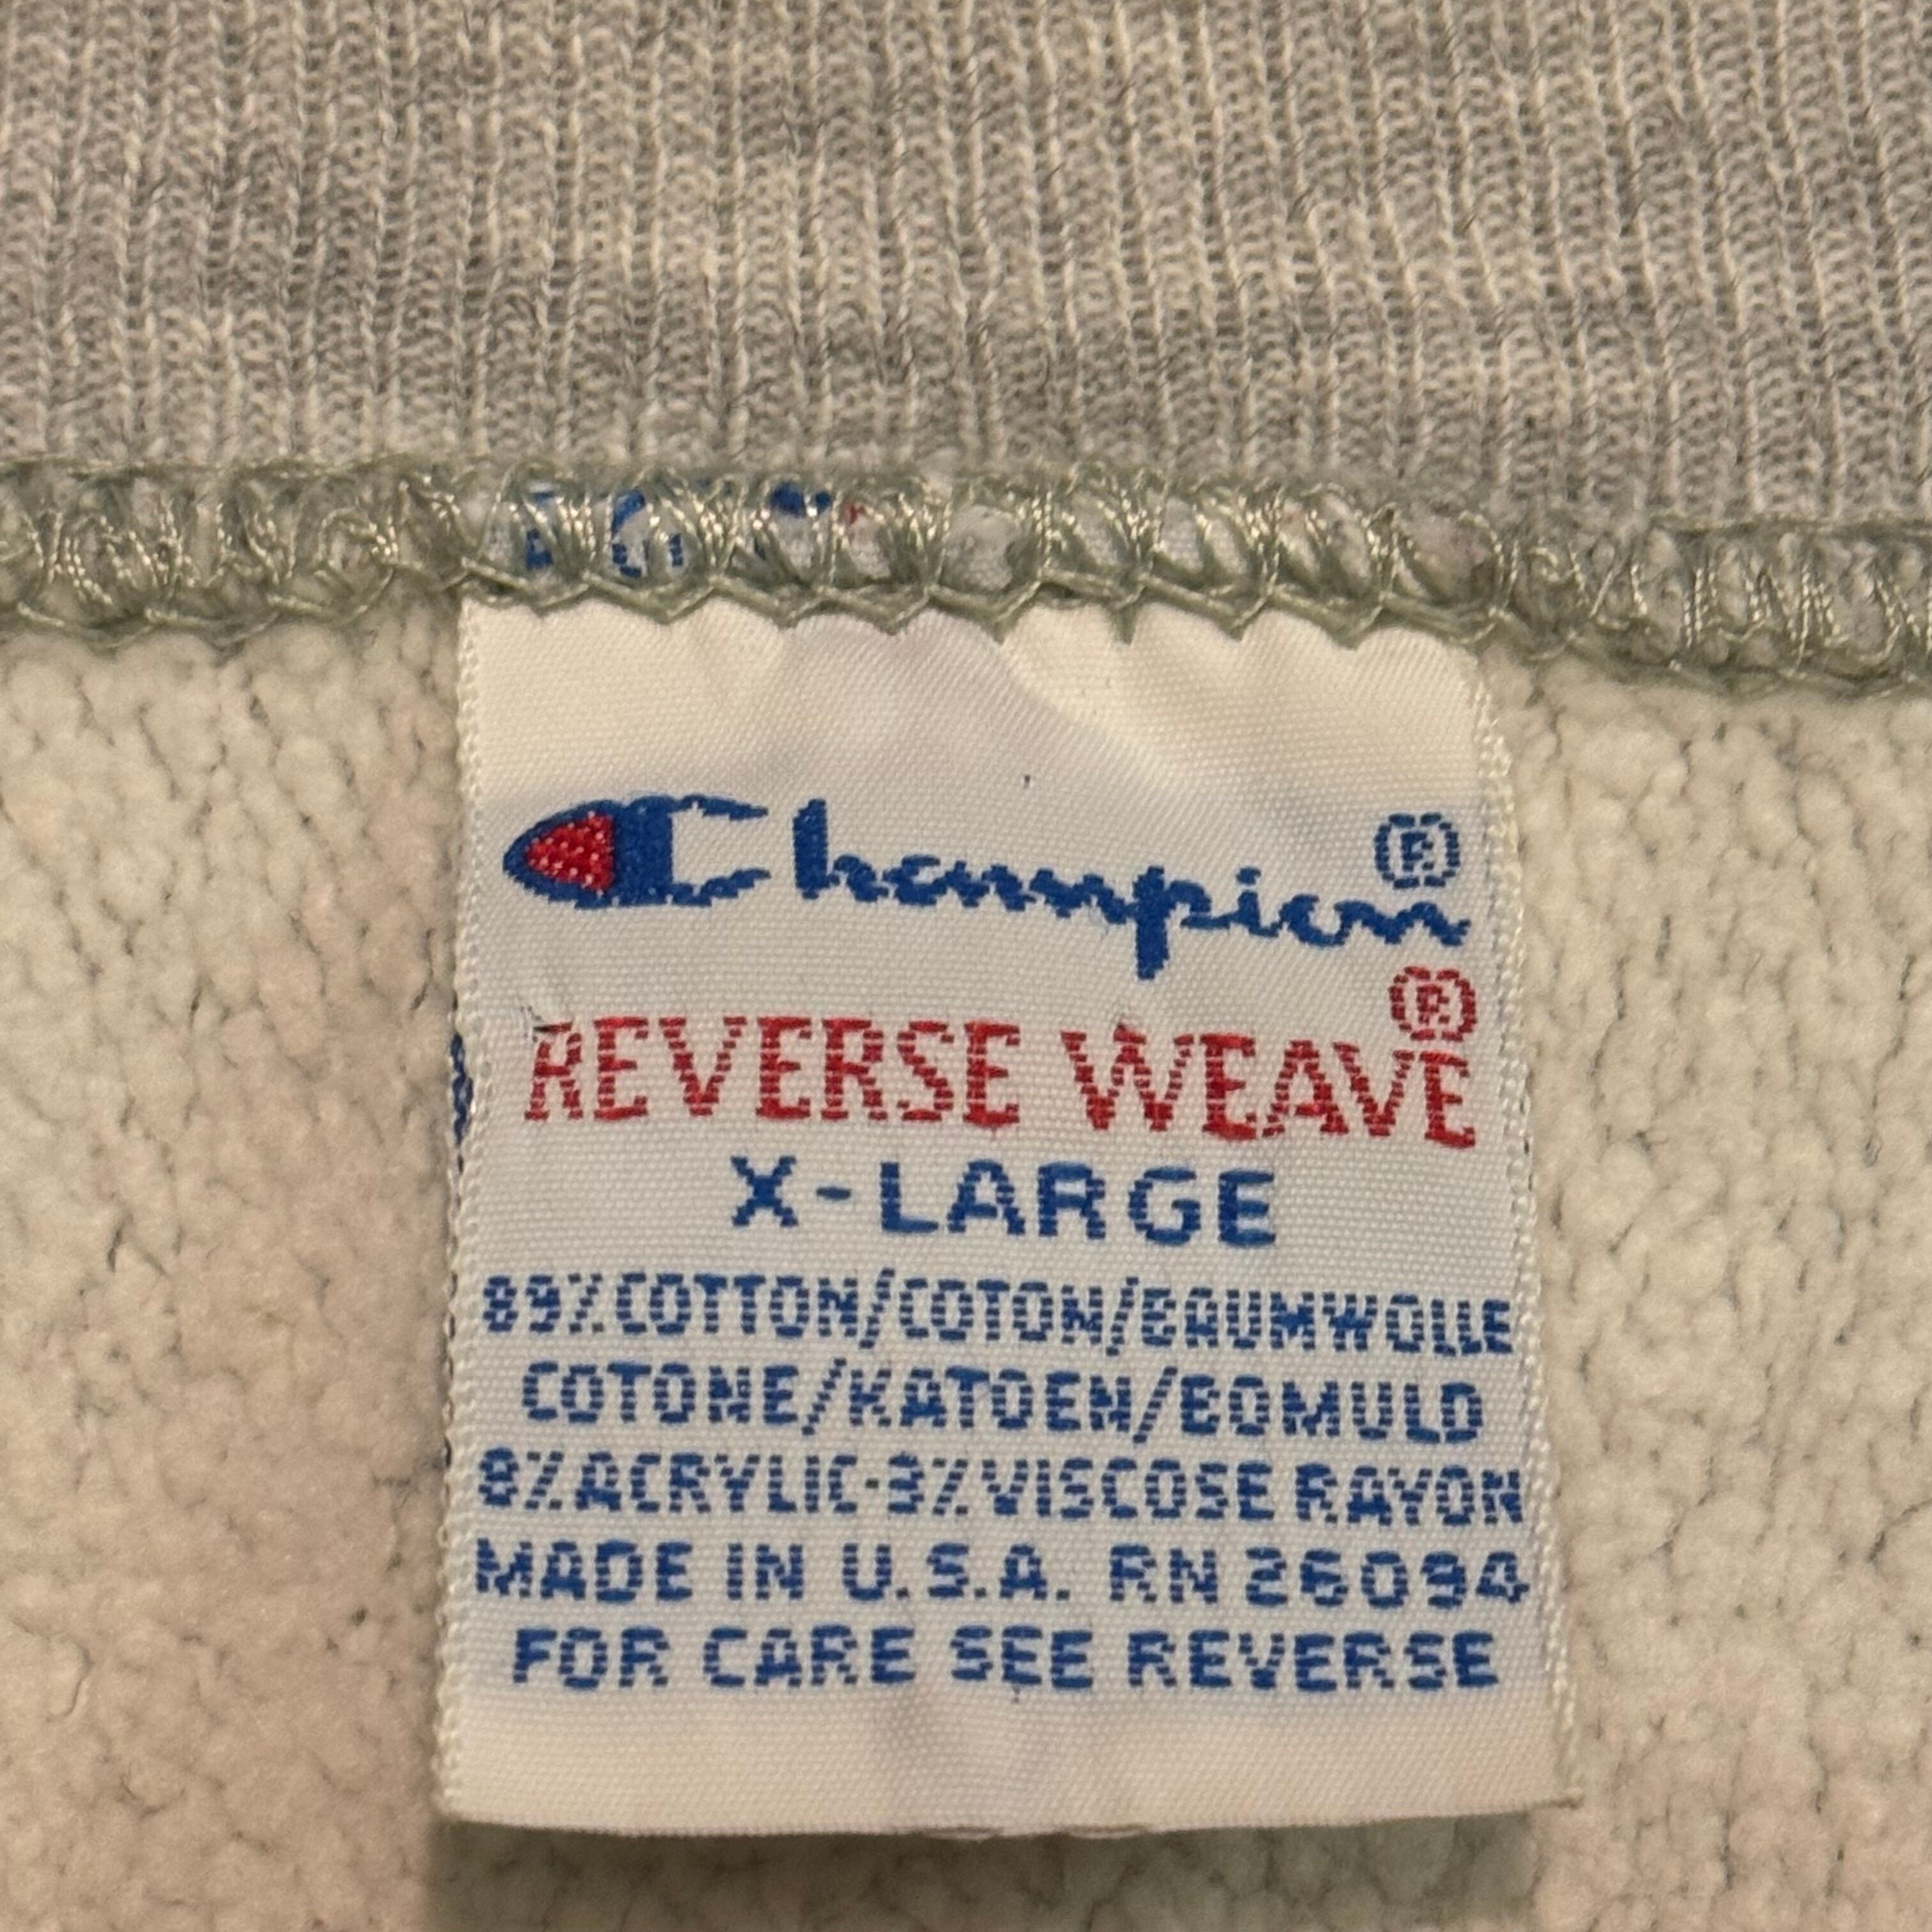 Champion®
REVERSE WEAVE®
X-LARGE
89%COTTON/COTON/BAUMWOLLE
COTONE/KATOEN/BOMULD
8%ACRYLIC-3%VISCOSE RAYON
MADE IN U.S.A. RN 26094
FOR CARE SEE REVERSE